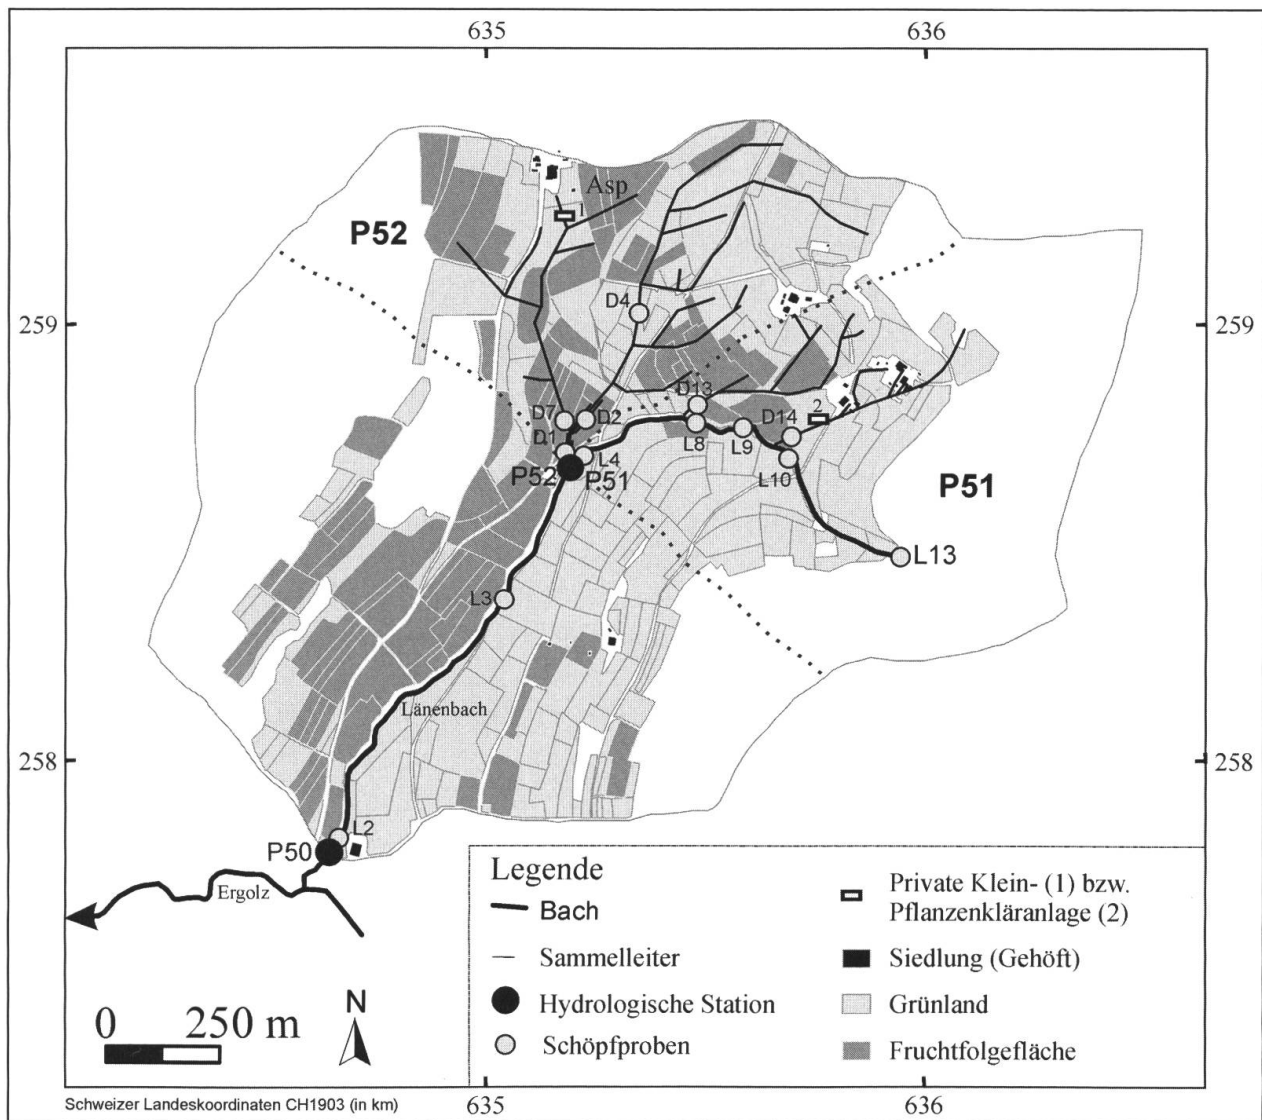 635
636
Asp
1
P52
D4
259
259
D13
2
D7
D2
D14
D1
L8
L9
L4
P52
P51
L10
P51
L13
L3
Länenbach
258
258
L2
P50
Ergolz
Legende
Bach
Sammelleiter
Hydrologische Station
Schöpfproben
Private Klein- (1) bzw.
Pflanzenkläranlage (2)
Siedlung (Gehöft)
Grünland
Fruchtfolgefläche
N
0 250 m
Schweizer Landeskoordinaten CH1903 (in km)
635
636